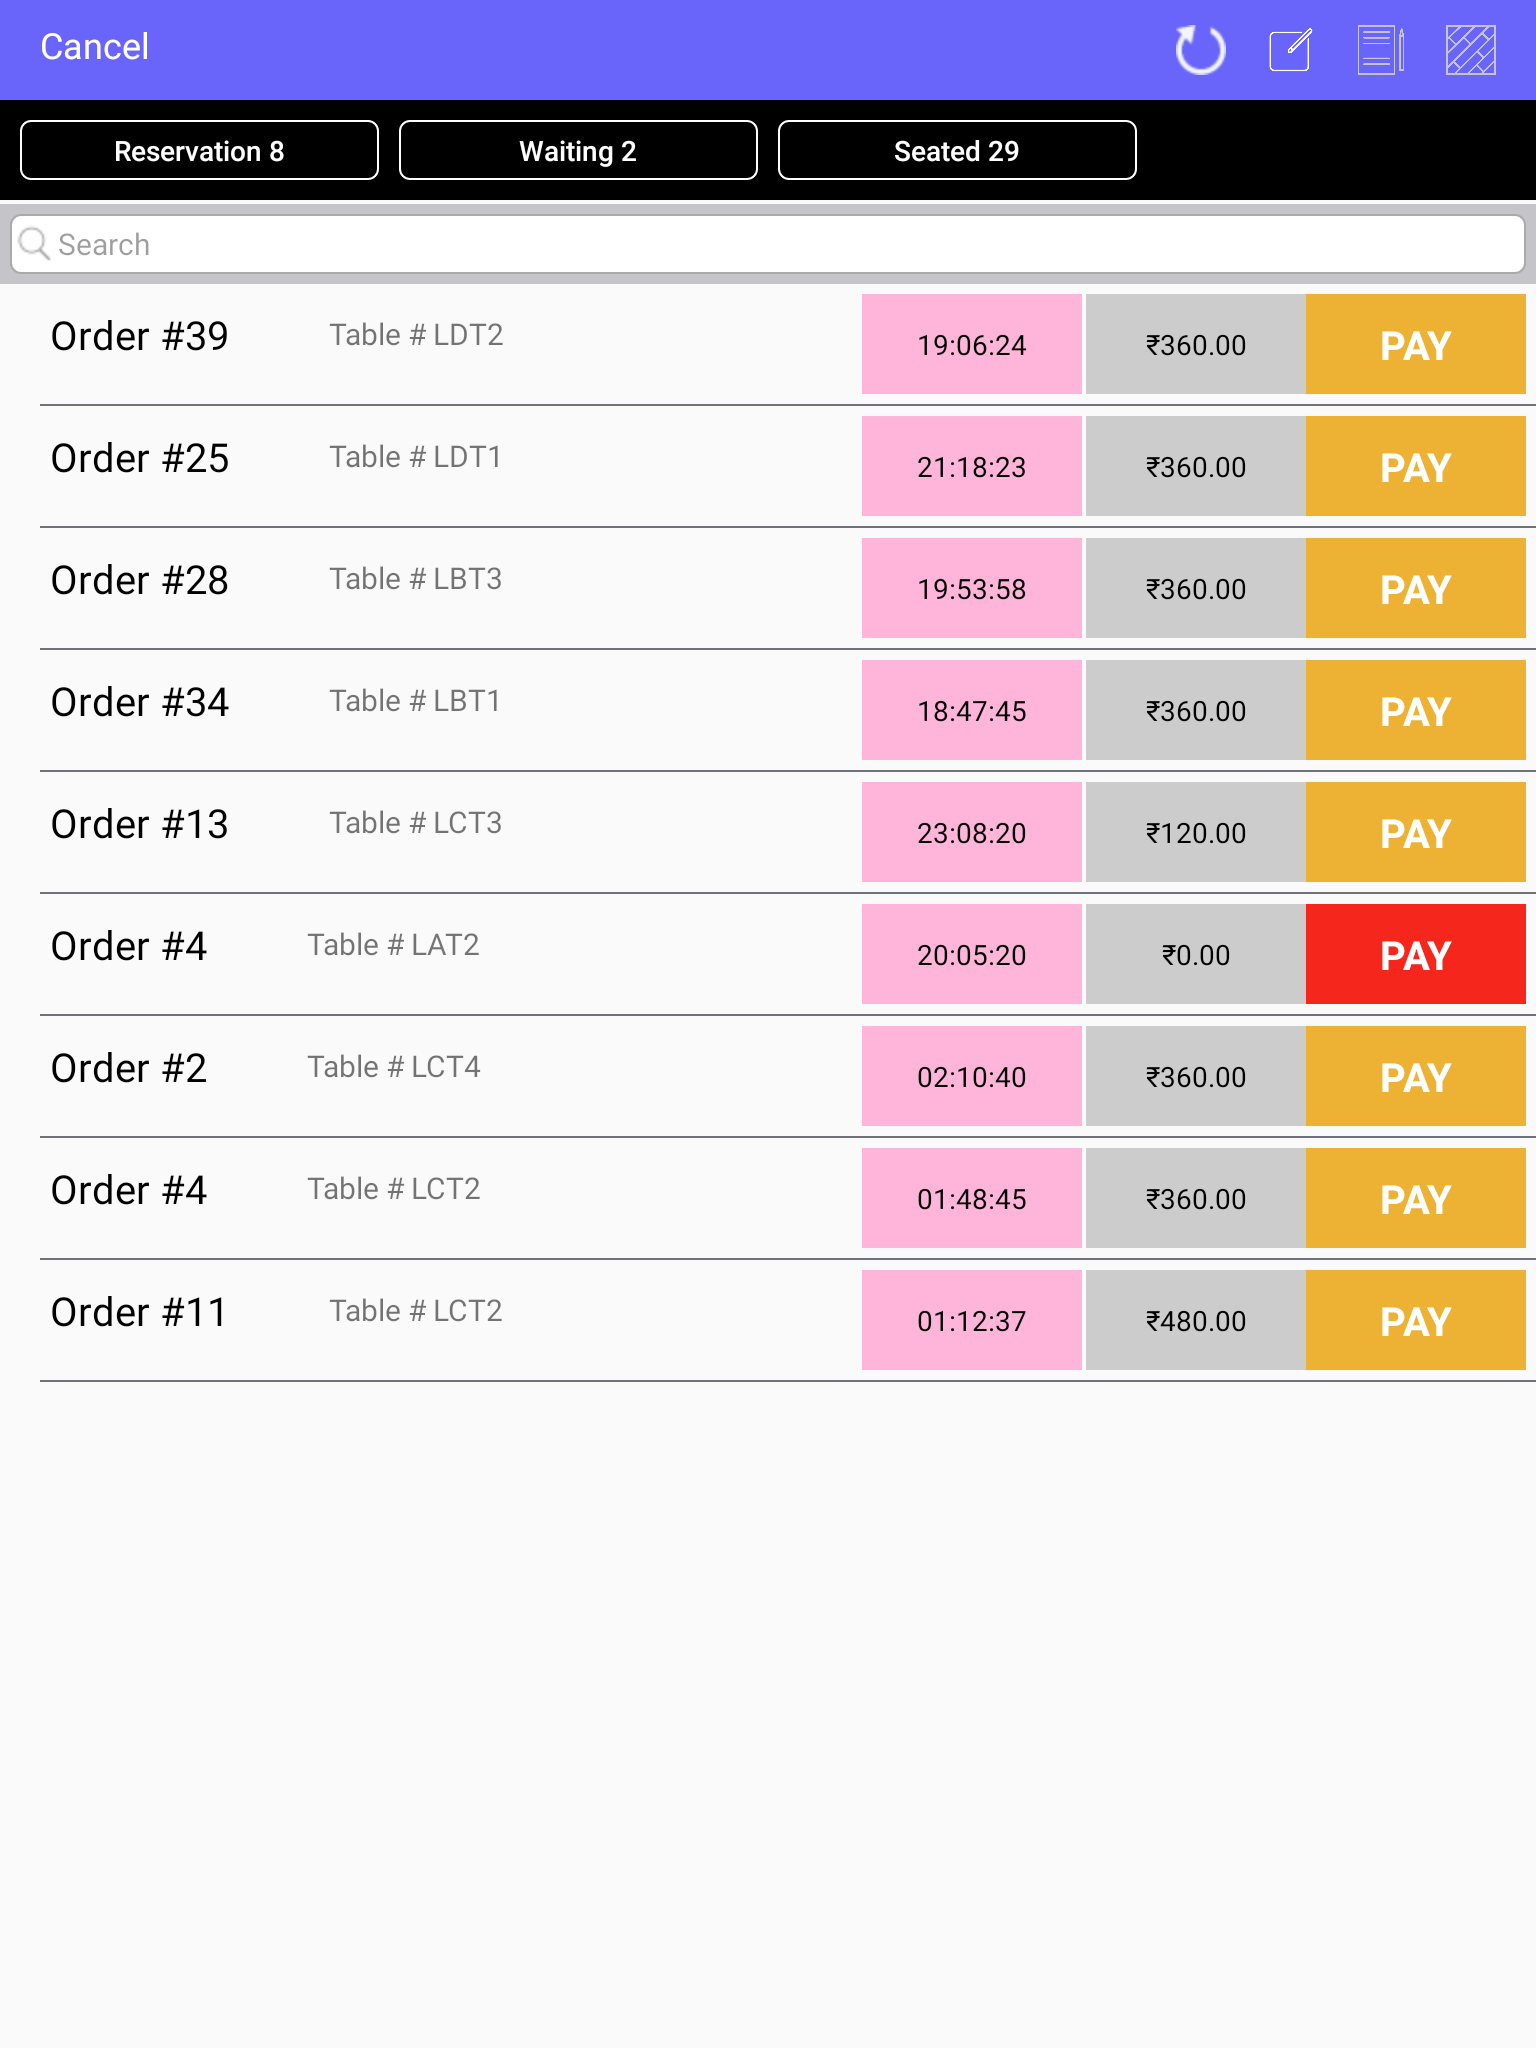 Cancel
Reservation 8 Waiting 2 Seated 29
Search
Order #39 Table # LDT2 19:06:24 ₹360.00 PAY
Order #25 Table # LDT1 21:18:23 ₹360.00 PAY
Order #28 Table # LBT3 19:53:58 ₹360.00 PAY
Order #34 Table # LBT1 18:47:45 ₹360.00 PAY
Order #13 Table # LCT3 23:08:20 ₹120.00 PAY
Order #4 Table # LAT2 20:05:20 ₹0.00 PAY
Order #2 Table # LCT4 02:10:40 ₹360.00 PAY
Order #4 Table # LCT2 01:48:45 ₹360.00 PAY
Order #11 Table # LCT2 01:12:37 ₹480.00 PAY